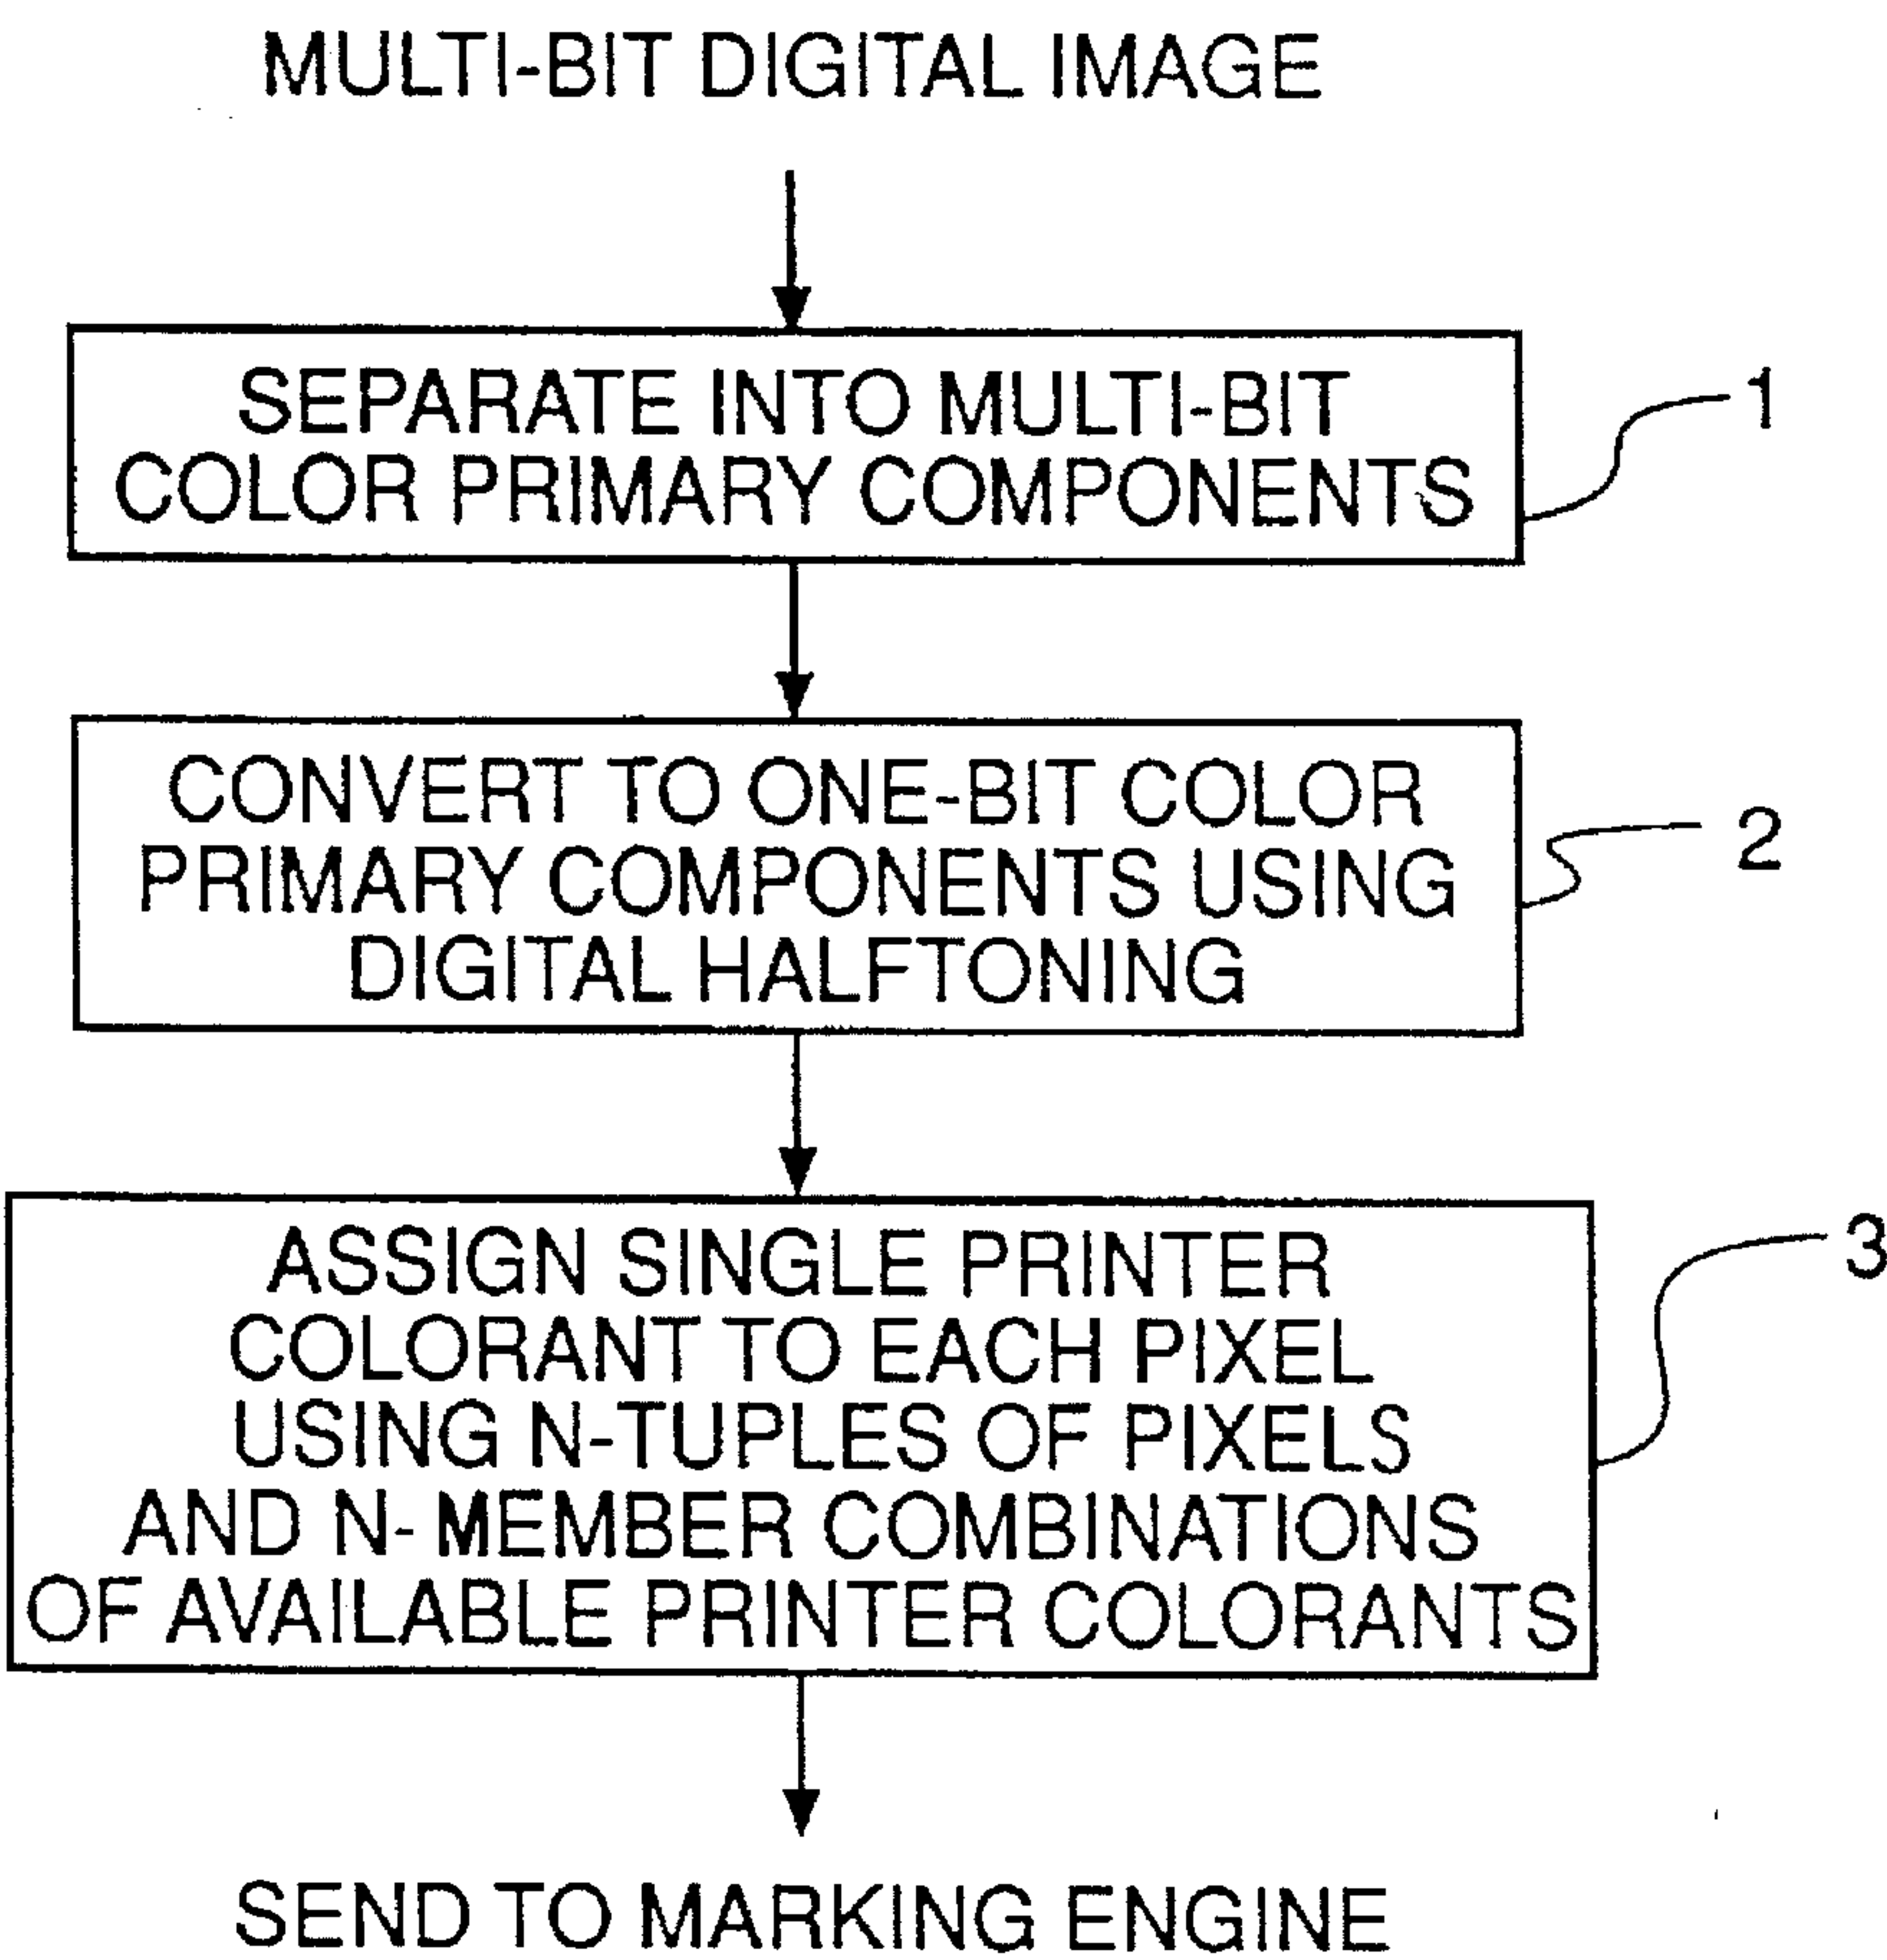 MULTI-BIT DIGITAL IMAGE
SEPARATE INTO MULTI-BIT
COLOR PRIMARY COMPONENTS
1
CONVERT TO ONE-BIT COLOR
PRIMARY COMPONENTS USING
DIGITAL HALFTONING
2
ASSIGN SINGLE PRINTER
COLORANT TO EACH PIXEL
USING N-TUPLES OF PIXELS
AND N- MEMBER COMBINATIONS
OF AVAILABLE PRINTER COLORANTS
3
SEND TO MARKING ENGINE